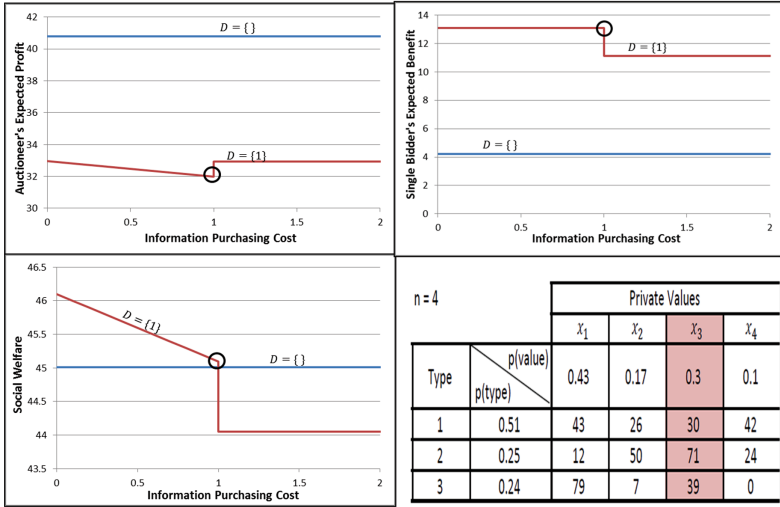 Auctioneer's Expected Profit
42
40
38
36
34
32
30
D = { }
D = {1}
0
0.5
1
1.5
2
Information Purchasing Cost
Single Bidder's Expected Benefit
14
12
10
8
6
4
2
0
D = {1}
D = { }
0
0.5
1
1.5
2
Information Purchasing Cost
Social Welfare
46.5
46
45.5
45
44.5
44
43.5
D = {1}
D = { }
0
0.5
1
1.5
2
Information Purchasing Cost
n = 4
Private Values
X1 X2 X3 X4
Type p(value) p(type) 0.43 0.17 0.3 0.1
1 0.51 43 26 30 42
2 0.25 12 50 71 24
3 0.24 79 7 39 0